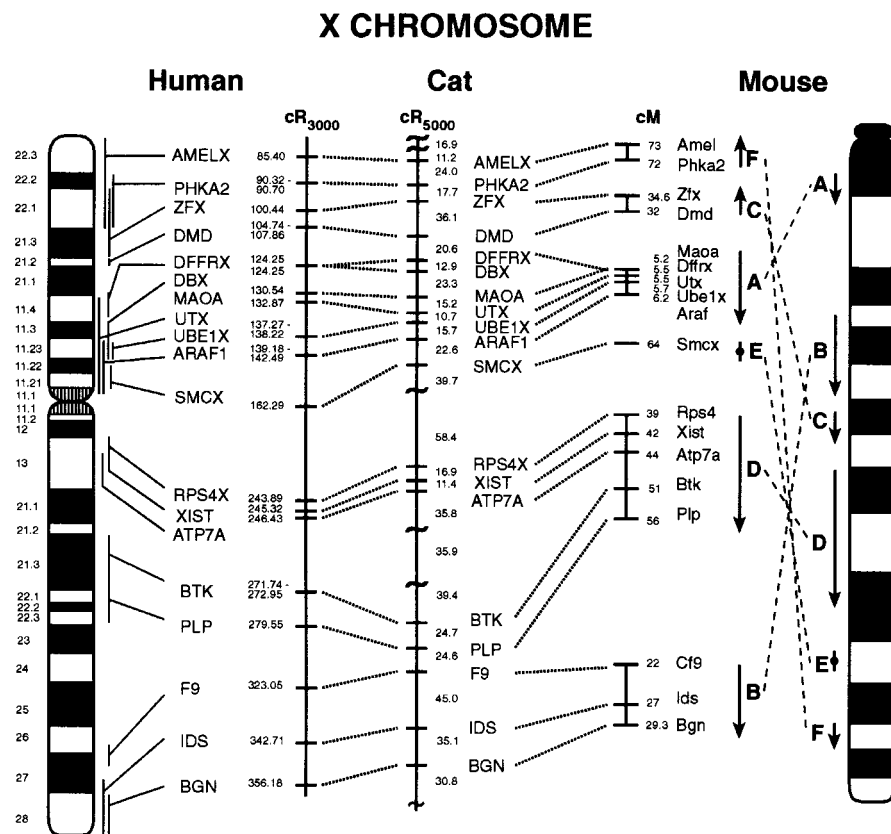 X CHROMOSOME
Human
Cat
Mouse
cR3000
cR5000
cM
22.3
22.2
22.1
21.3
21.2
21.1
11.4
11.3
11.23
11.22
11.21
11.1
11.1
11.2
12
13
21.1
21.2
21.3
22.1
22.2
22.3
23
24
25
26
27
28
AMELX
PHKA2
ZFX
DMD
DFFRX
DBX
MAOA
UTX
UBE1X
ARAF1
SMCX
RPS4X
XIST
ATP7A
BTK
PLP
F9
IDS
BGN
85.40
90.32
90.70
100.44
104.74
107.86
124.25
124.25
130.54
132.87
137.27
138.22
139.18
142.49
162.29
243.89
245.32
246.43
271.74
272.95
279.55
323.05
342.71
356.18
16.9
11.2
24.0
17.7
36.1
20.6
12.9
23.3
15.2
10.7
15.7
22.6
39.7
58.4
16.9
11.4
35.8
35.9
39.4
24.7
24.6
45.0
35.1
30.8
AMELX
PHKA2
ZFX
DMD
DFFRX
DBX
MAOA
UTX
UBE1X
ARAF1
SMCX
RPS4X
XIST
ATP7A
BTK
PLP
F9
IDS
BGN
73 Amel
72 Phka2
34.5 Zfx
32 Dmd
5.2 Maoa
5.5 Dffrx
5.5 Utx
5.7 Ube1x
6.2 Araf
64 Smcx
39 Rps4
42 Xist
44 Atp7a
51 Btk
56 Plp
22 Cf9
27 Ids
29.3 Bgn
F
C
A
E
D
B
A
B
C
D
E
F